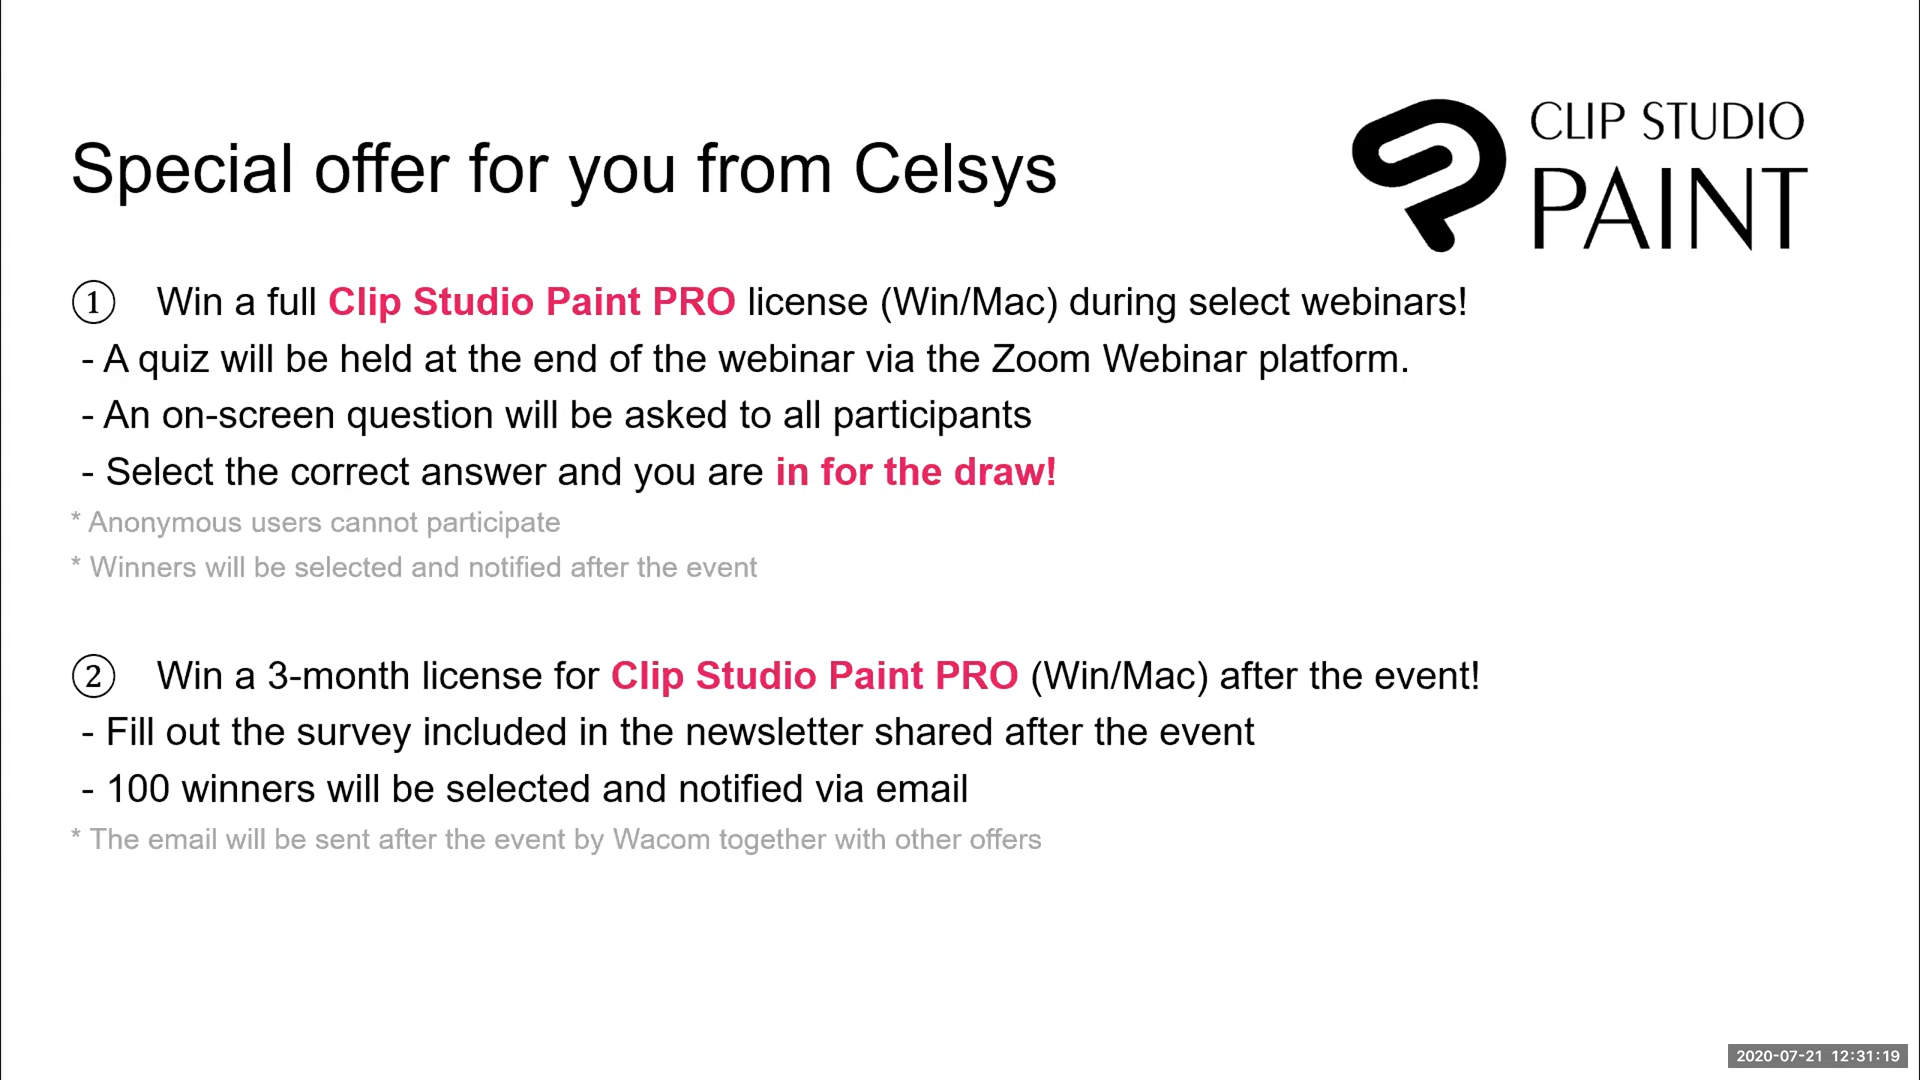 CLIP STUDIO
PAINT
Special offer for you from Celsys
① Win a full Clip Studio Paint PRO license (Win/Mac) during select webinars!
- A quiz will be held at the end of the webinar via the Zoom Webinar platform.
- An on-screen question will be asked to all participants
- Select the correct answer and you are in for the draw!
* Anonymous users cannot participate
* Winners will be selected and notified after the event
② Win a 3-month license for Clip Studio Paint PRO (Win/Mac) after the event!
- Fill out the survey included in the newsletter shared after the event
- 100 winners will be selected and notified via email
* The email will be sent after the event by Wacom together with other offers
2020-07-21 12:31:19